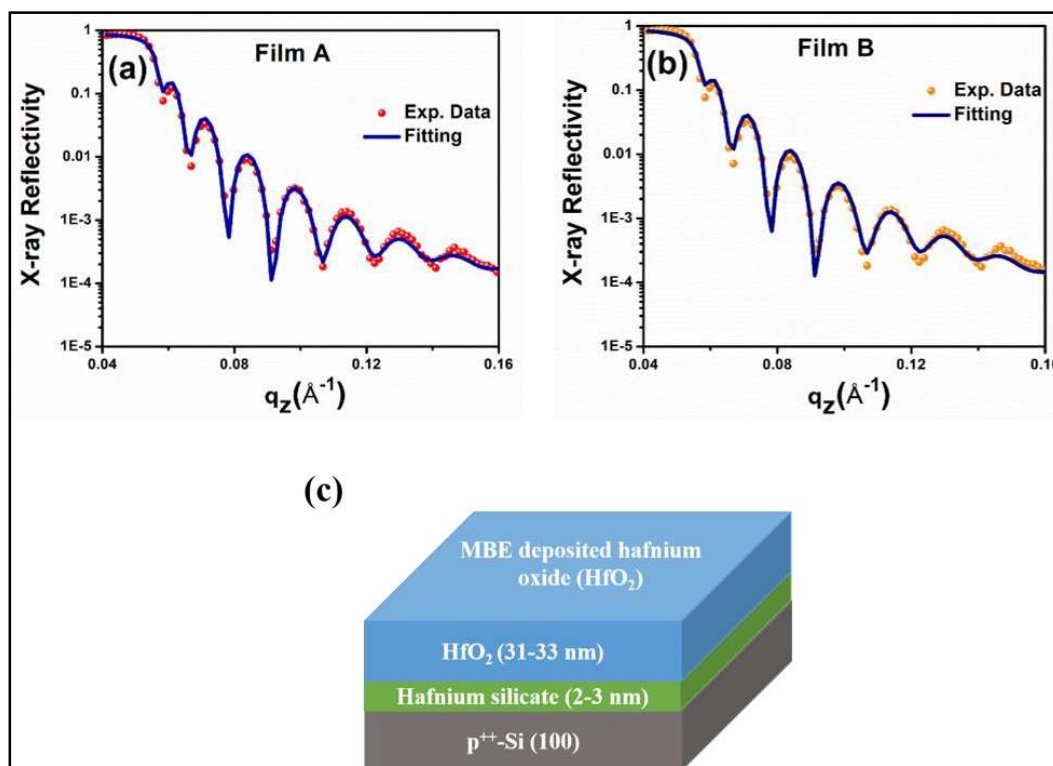 (a)
Film A
Exp. Data
Fitting
X-ray Reflectivity
1
0.1
0.01
1E-3
1E-4
1E-5
0.04
0.08
0.12
0.16
qz(Å-1)
(b)
Film B
Exp. Data
Fitting
X-ray Reflectivity
1
0.1
0.01
1E-3
1E-4
1E-5
0.04
0.08
0.12
0.16
qz(Å-1)
(c)
MBE deposited hafnium
oxide (HfO2)
HfO2 (31-33 nm)
Hafnium silicate (2-3 nm)
p++-Si (100)